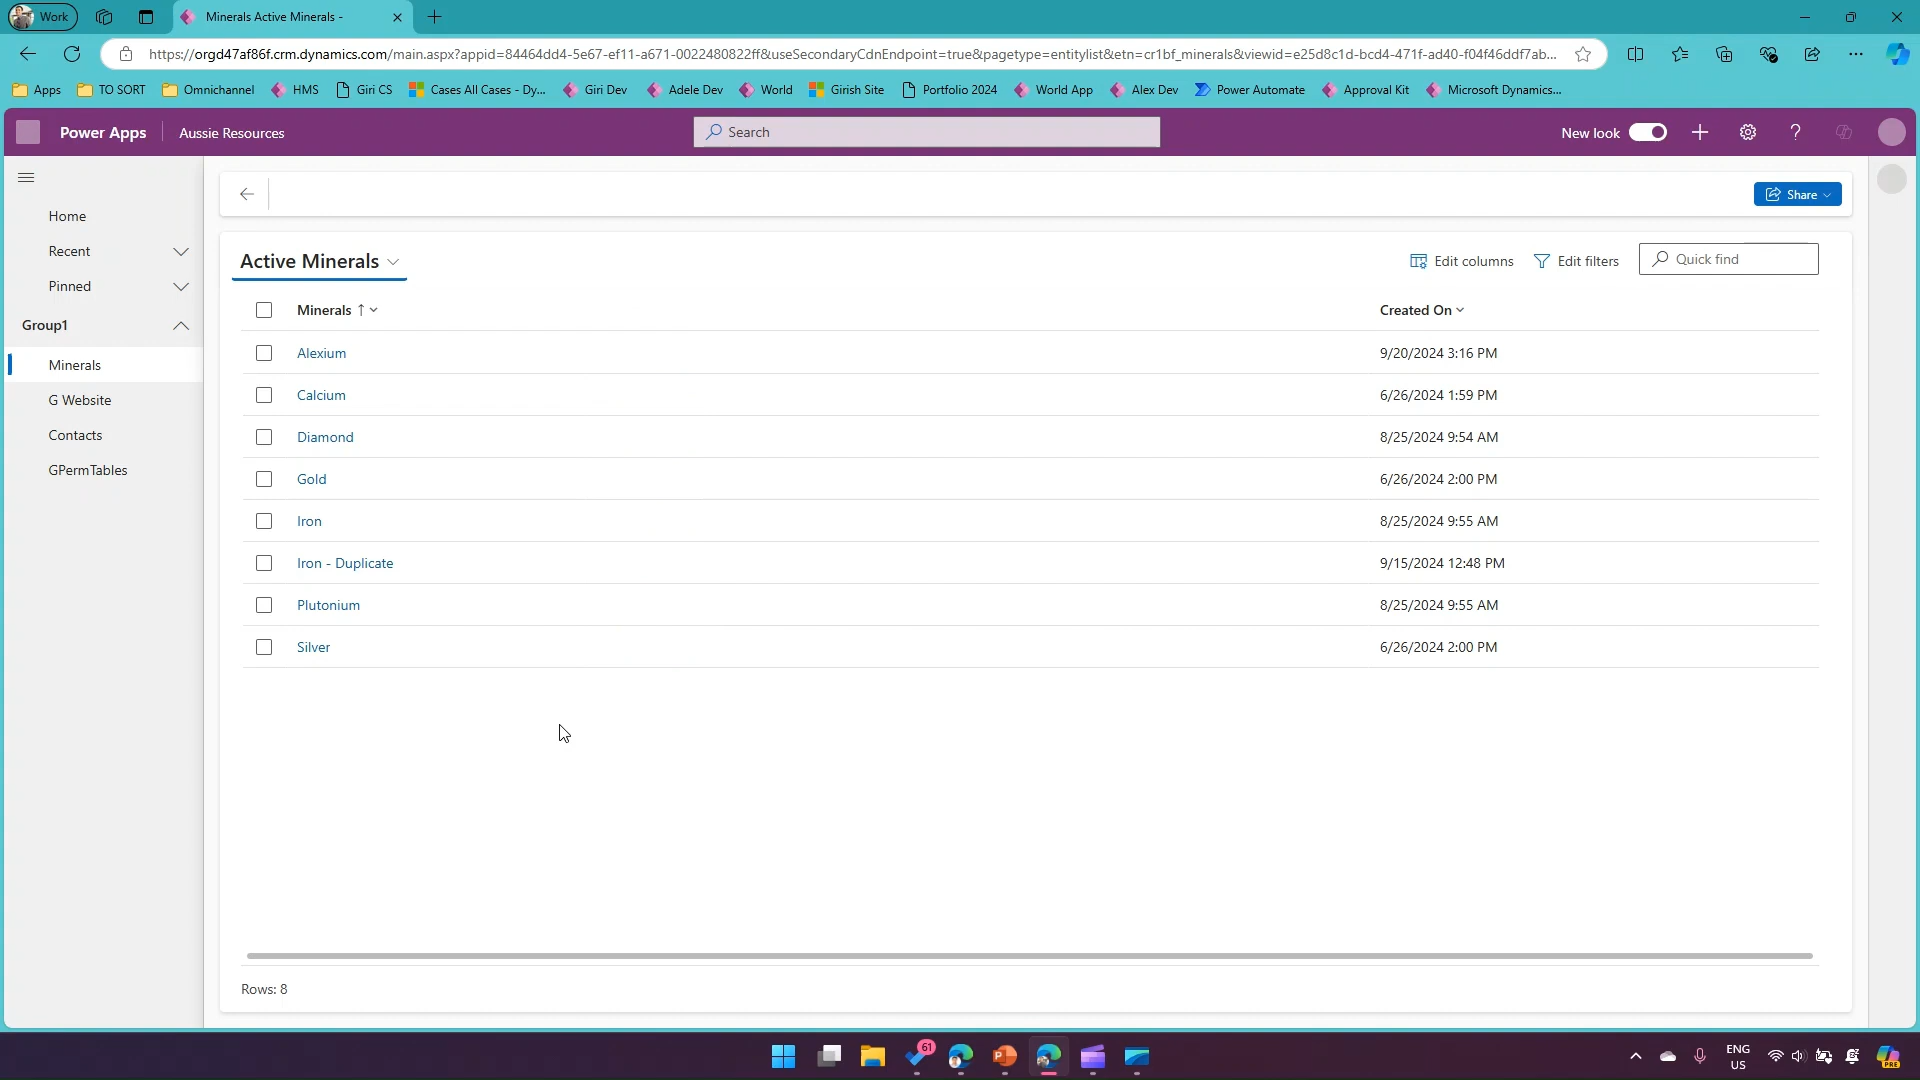 Work
Minerals Active Minerals -
https://orgd47af86f.crm.dynamics.com/main.aspx?appid=84464dd4-5e67-ef11-a671-0022480822ff&useSecondaryCdnEndpoint=true&pagetype=entitylist&etn=cr1bf_minerals&viewid=e25d8c1d-bcd4-471f-ad40-f04f46ddf7ab...
Apps TO SORT Omnichannel HMS Giri CS Cases All Cases - Dy... Giri Dev Adele Dev World Girish Site Portfolio 2024 World App Alex Dev Power Automate Approval Kit Microsoft Dynamics...
Power Apps Aussie Resources Search New look
Share
Home
Recent
Pinned
Group1
Minerals
G Website
Contacts
GPermTables
Active Minerals Edit columns Edit filters Quick find
Minerals Created On
Alexium 9/20/2024 3:16 PM
Calcium 6/26/2024 1:59 PM
Diamond 8/25/2024 9:54 AM
Gold 6/26/2024 2:00 PM
Iron 8/25/2024 9:55 AM
Iron - Duplicate 9/15/2024 12:48 PM
Plutonium 8/25/2024 9:55 AM
Silver 6/26/2024 2:00 PM
Rows: 8
61
ENG
US
PRE